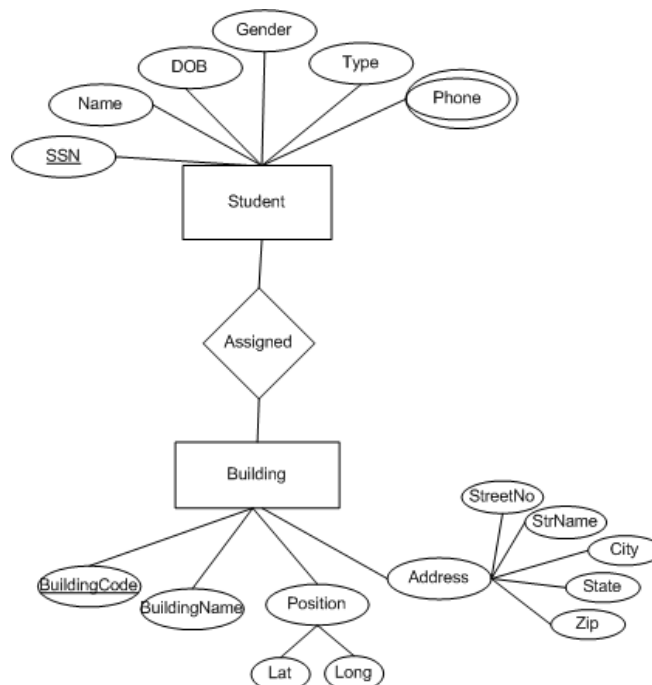 Gender
DOB
Type
Name
Phone
SSN
Student
Assigned
Building
StreetNo
StrName
City
Address
State
BuildingCode
BuildingName
Position
Zip
Lat
Long